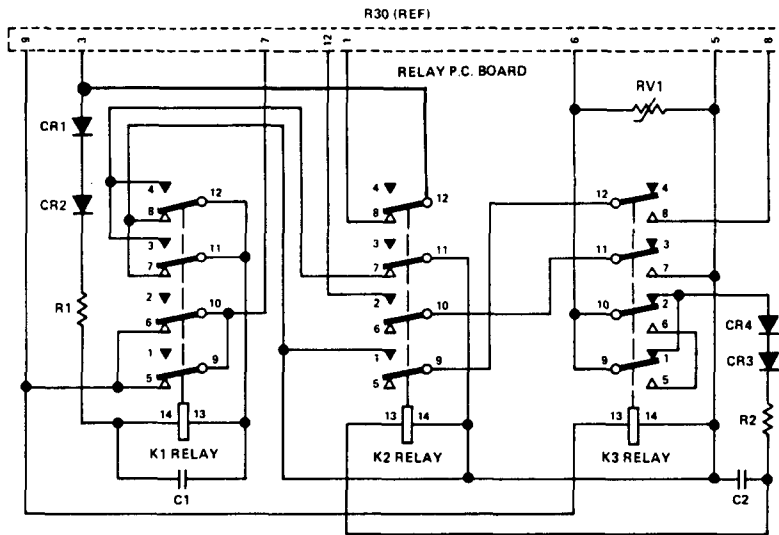 R30 (REF)
9 3 7 12 1 6 5 8
RELAY P.C. BOARD
RV1
CR1
CR2
R1
4 12
8
3 11
7
2 10
6
1 9
5
14 13
K1 RELAY
C1
4 12
8
3 11
7
2 10
6
1 9
5
13 14
K2 RELAY
12 4
8
11 3
7
10 2
6
9 1
5
13 14
K3 RELAY
CR4
CR3
R2
C2